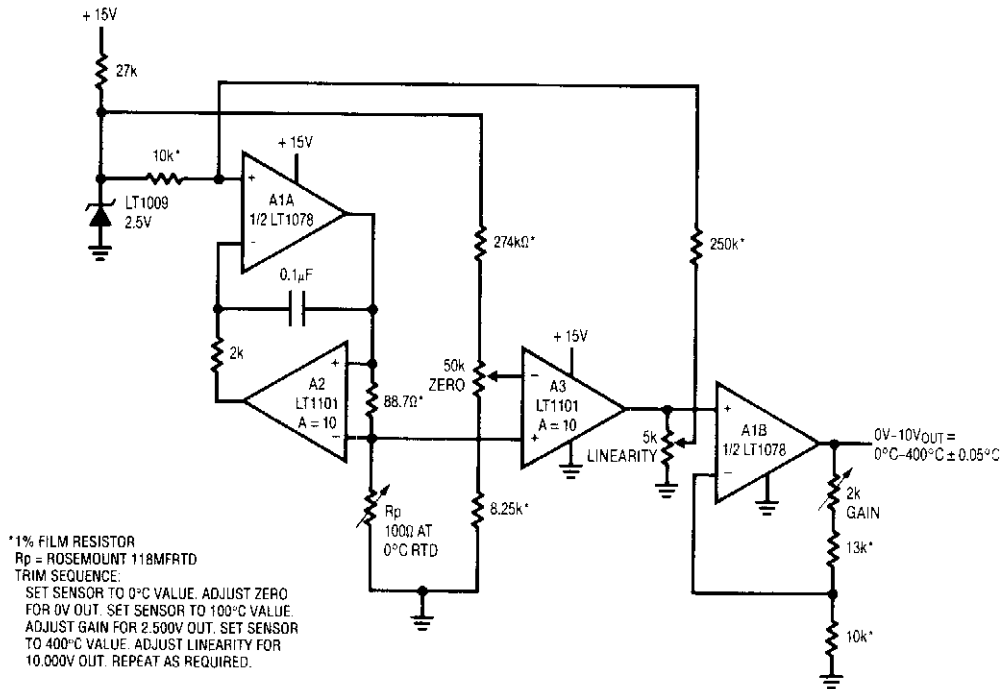 + 15V
27k
10k*
LT1009
2.5V
+ 15V
+
A1A
1/2 LT1078
−
0.1µF
2k
A2
LT1101
A = 10
+
−
88.7Ω*
Rp
100Ω AT
0°C RTD
274kΩ*
50k
ZERO
8.25k*
+ 15V
−
A3
LT1101
A = 10
+
250k*
5k
LINEARITY
+
A1B
1/2 LT1078
−
0V–10VOUT =
0°C–400°C ± 0.05°C
2k
GAIN
13k*
10k*
*1% FILM RESISTOR
Rp = ROSEMOUNT 118MFRTD
TRIM SEQUENCE:
SET SENSOR TO 0°C VALUE. ADJUST ZERO
FOR 0V OUT. SET SENSOR TO 100°C VALUE.
ADJUST GAIN FOR 2.500V OUT. SET SENSOR
TO 400°C VALUE. ADJUST LINEARITY FOR
10.000V OUT. REPEAT AS REQUIRED.